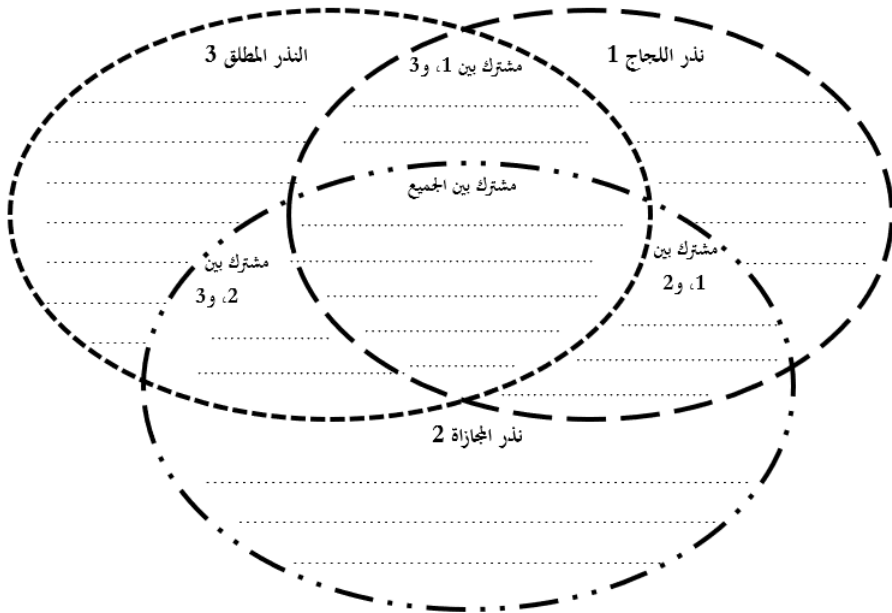 نذر اللجاج 1
مشترك بين 1، و3
النذر المطلق 3
مشترك بين الجميع
مشترك بين
1، و2
مشترك بين
2، و3
نذر المجازاة 2